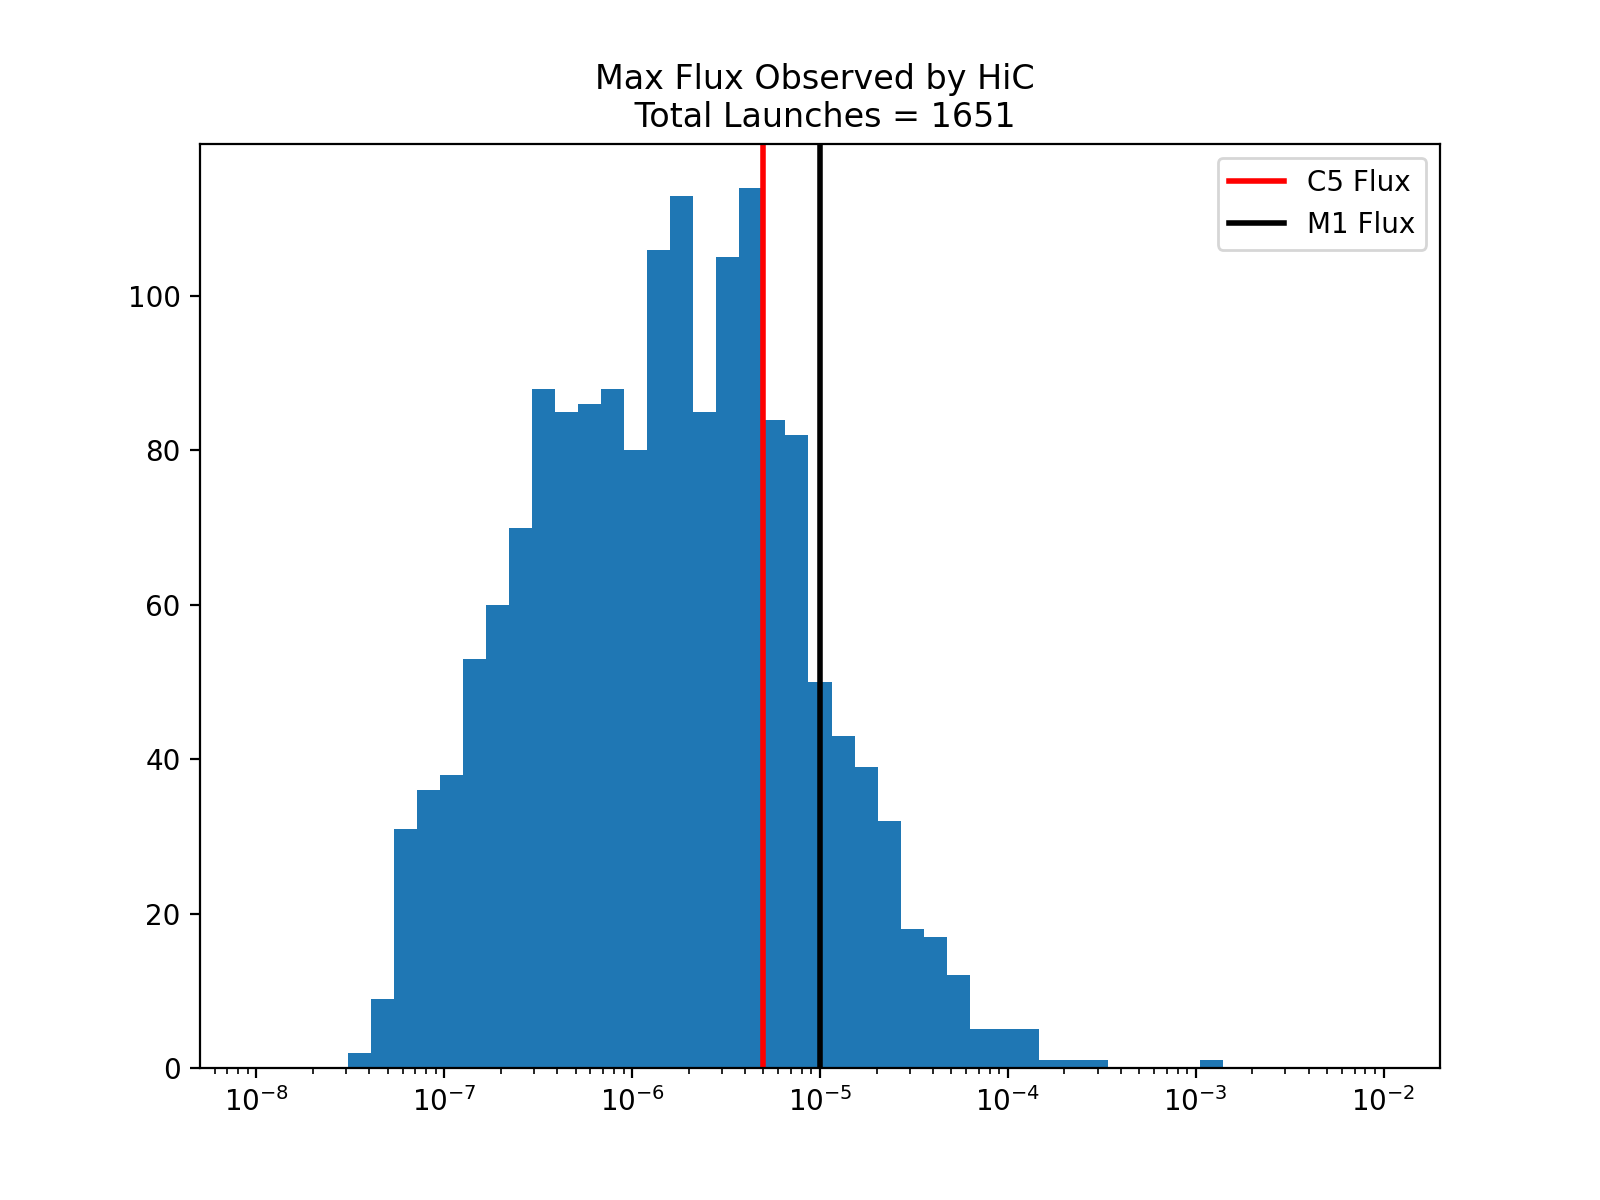 Max Flux Observed by HiC
Total Launches = 1651
C5 Flux
M1 Flux
100
80
60
40
20
0
10⁻⁸ 10⁻⁷ 10⁻⁶ 10⁻⁵ 10⁻⁴ 10⁻³ 10⁻²